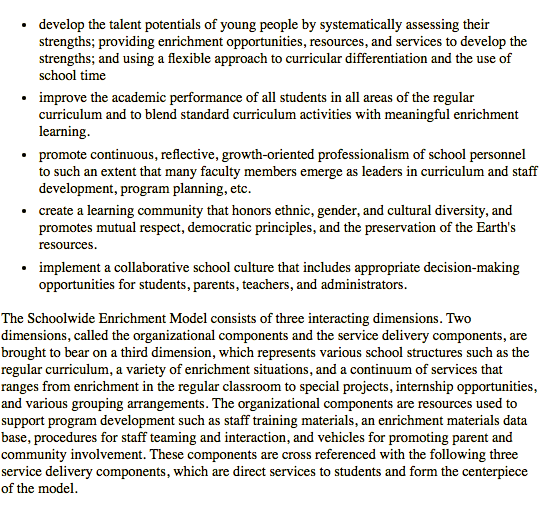 • develop the talent potentials of young people by systematically assessing their
strengths; providing enrichment opportunities, resources, and services to develop the
strengths; and using a flexible approach to curricular differentiation and the use of
school time
• improve the academic performance of all students in all areas of the regular
curriculum and to blend standard curriculum activities with meaningful enrichment
learning.
• promote continuous, reflective, growth-oriented professionalism of school personnel
to such an extent that many faculty members emerge as leaders in curriculum and staff
development, program planning, etc.
• create a learning community that honors ethnic, gender, and cultural diversity, and
promotes mutual respect, democratic principles, and the preservation of the Earth's
resources.
• implement a collaborative school culture that includes appropriate decision-making
opportunities for students, parents, teachers, and administrators.
The Schoolwide Enrichment Model consists of three interacting dimensions. Two
dimensions, called the organizational components and the service delivery components, are
brought to bear on a third dimension, which represents various school structures such as the
regular curriculum, a variety of enrichment situations, and a continuum of services that
ranges from enrichment in the regular classroom to special projects, internship opportunities,
and various grouping arrangements. The organizational components are resources used to
support program development such as staff training materials, an enrichment materials data
base, procedures for staff teaming and interaction, and vehicles for promoting parent and
community involvement. These components are cross referenced with the following three
service delivery components, which are direct services to students and form the centerpiece
of the model.